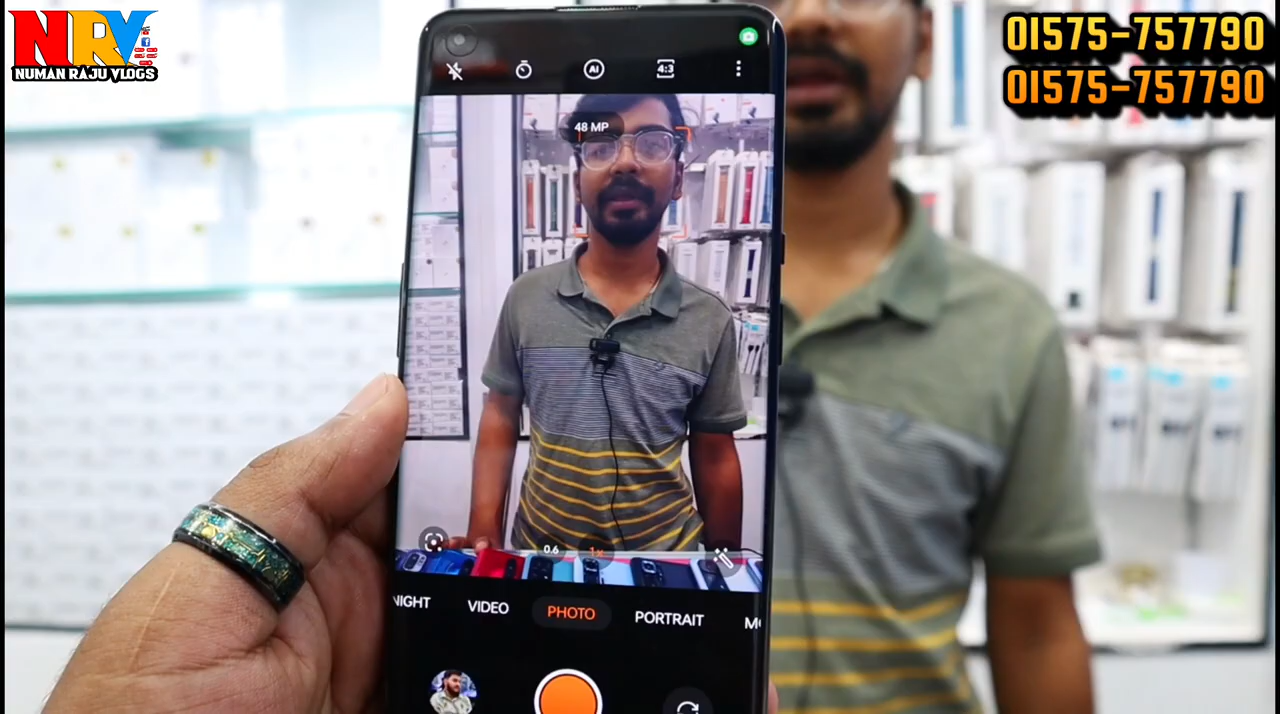 NRV
NUMAN RAJU VLOGS
01575-757790
01575-757790
AI
4:3
48 MP
0.6
1×
NIGHT
VIDEO
PHOTO
PORTRAIT